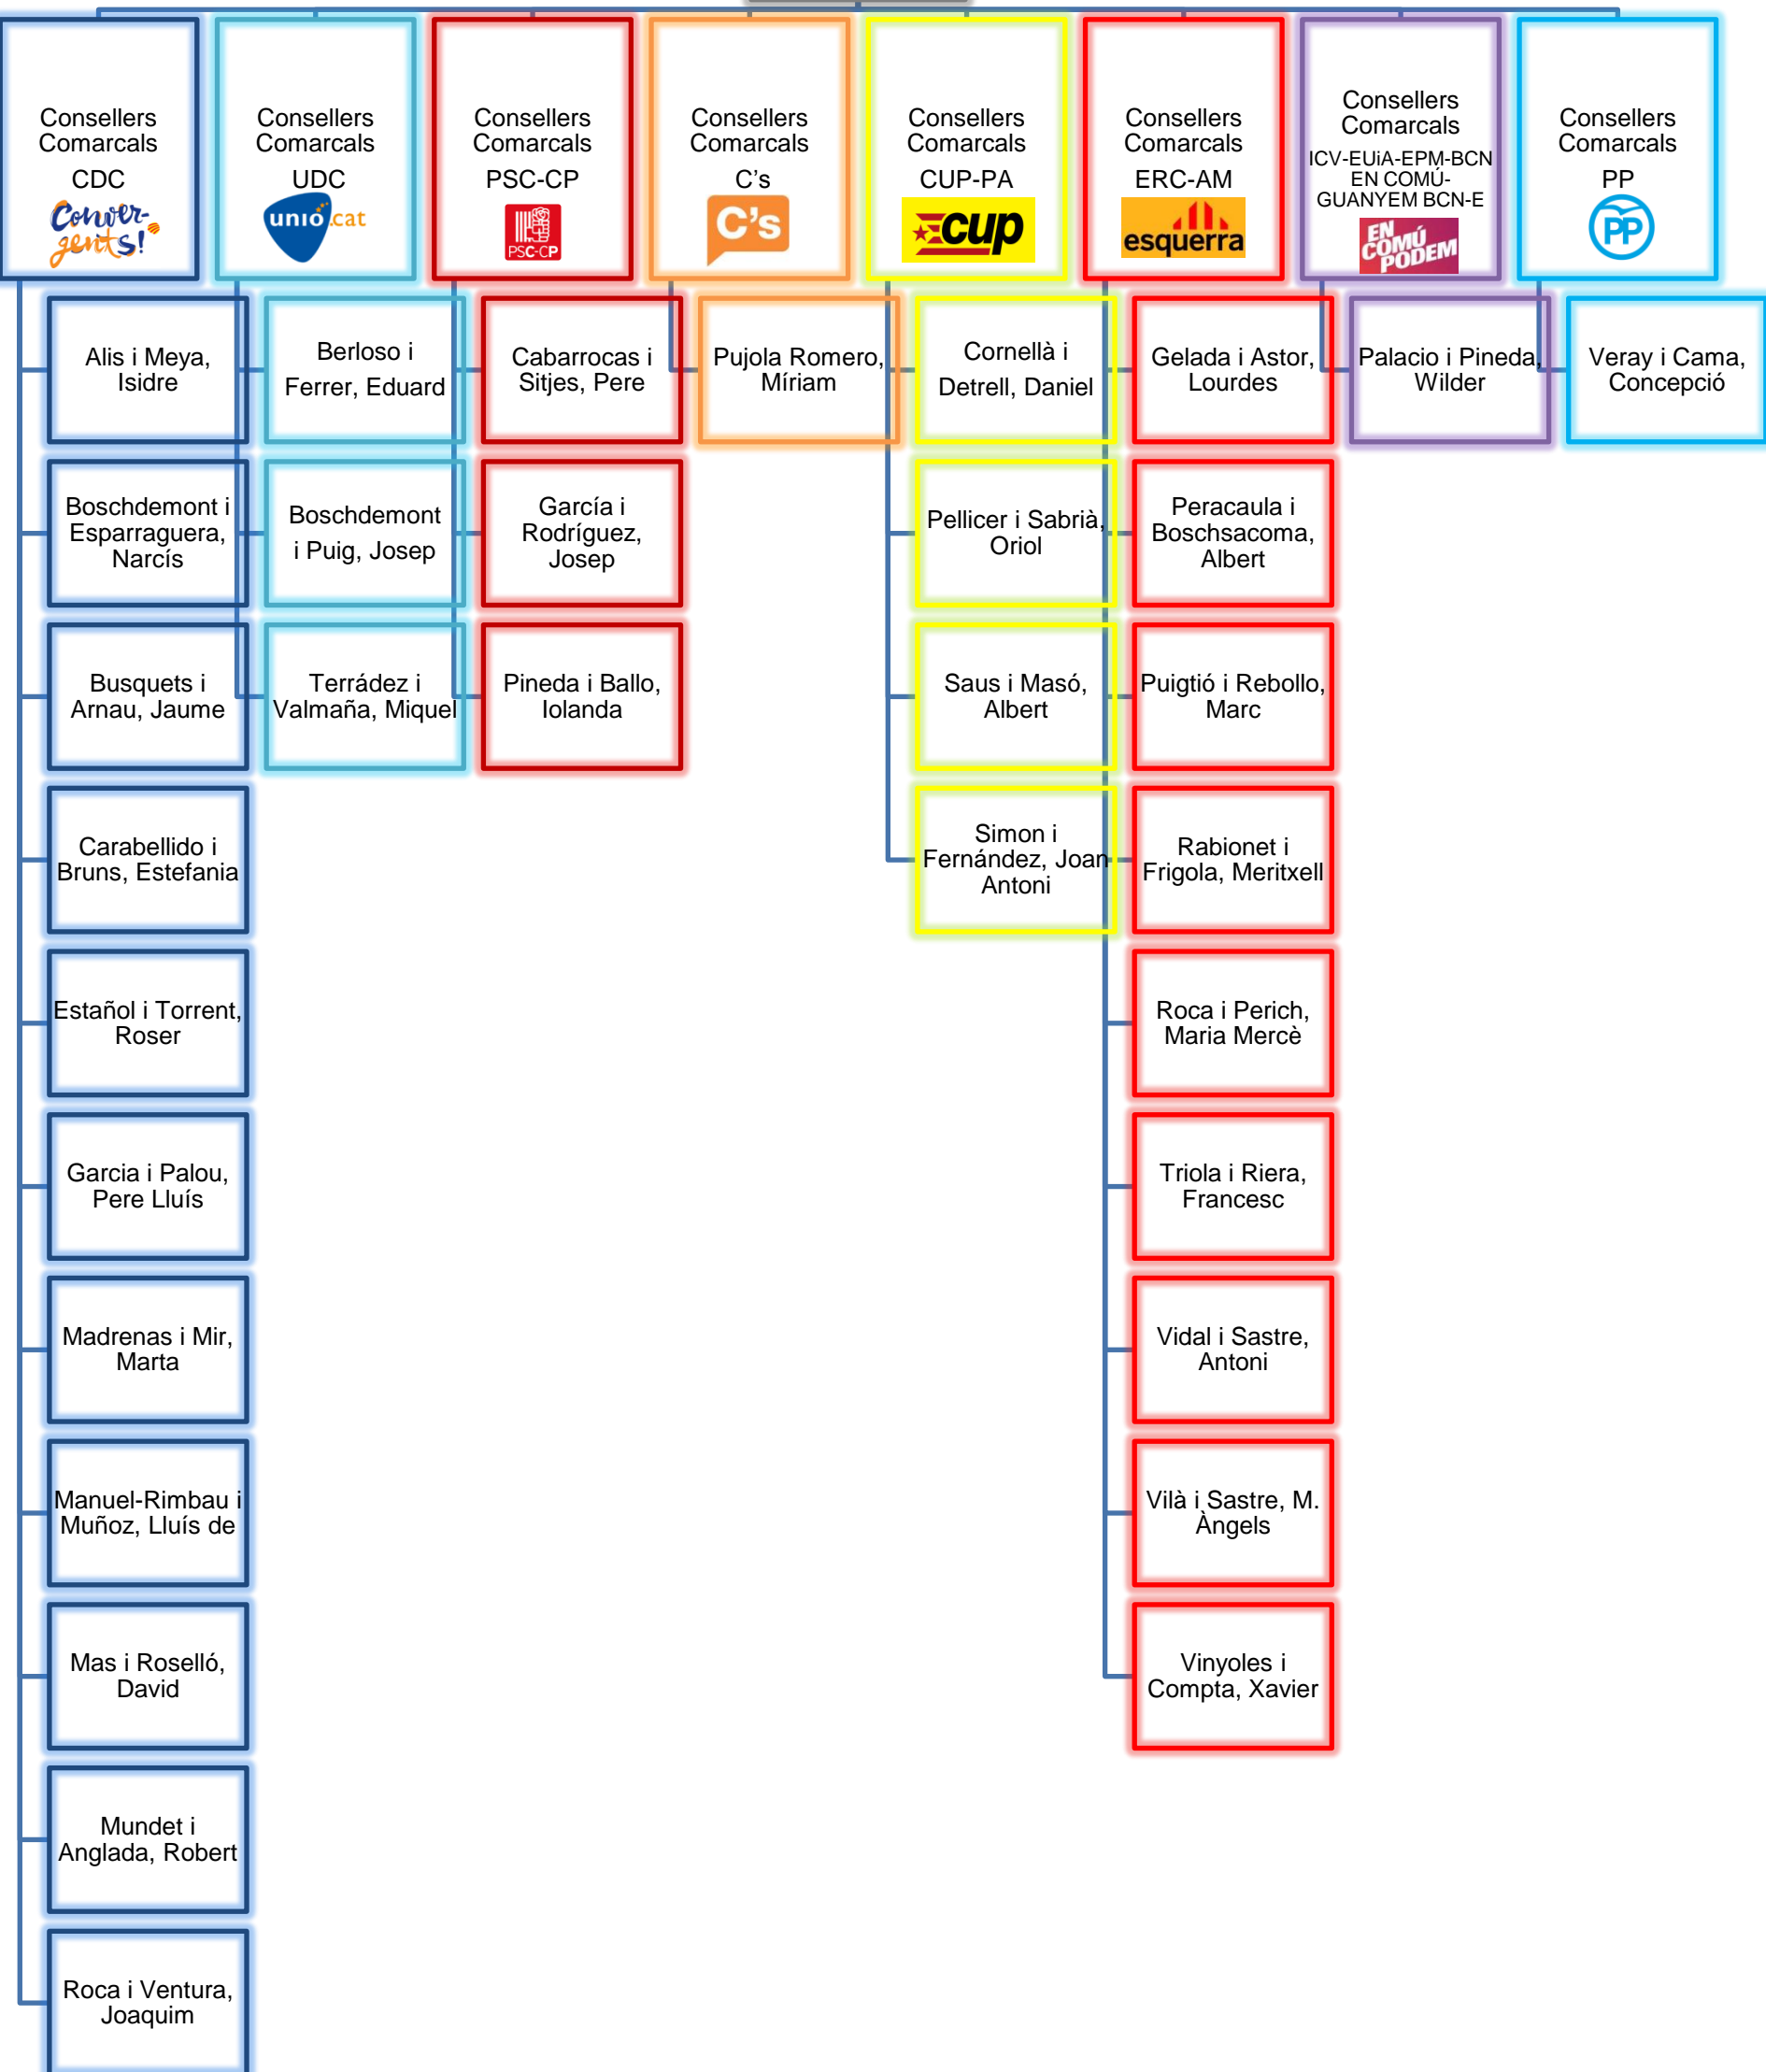 Consellers
Comarcals
CDC
Conver-
gents!
Consellers
Comarcals
UDC
unió.cat
Consellers
Comarcals
PSC-CP
PSC-CP
Consellers
Comarcals
C's
C's
Consellers
Comarcals
CUP-PA
cup
Consellers
Comarcals
ERC-AM
esquerra
Consellers
Comarcals
ICV-EUiA-EPM-BCN
EN COMÚ-
GUANYEM BCN-E
EN
COMÚ
PODEM
Consellers
Comarcals
PP
PP
Alis i Meya,
Isidre
Berloso i
Ferrer, Eduard
Cabarrocas i
Sitjes, Pere
Pujola Romero,
Míriam
Cornellà i
Detrell, Daniel
Gelada i Astor,
Lourdes
Palacio i Pineda,
Wilder
Veray i Cama,
Concepció
Boschdemont i
Esparraguera,
Narcís
Boschdemont
i Puig, Josep
García i
Rodríguez,
Josep
Pellicer i Sabrià,
Oriol
Peracaula i
Boschsacoma,
Albert
Busquets i
Arnau, Jaume
Terrádez i
Valmaña, Miquel
Pineda i Ballo,
Iolanda
Saus i Masó,
Albert
Puigtió i Rebollo,
Marc
Carabellido i
Bruns, Estefania
Simon i
Fernández, Joan
Antoni
Rabionet i
Frigola, Meritxell
Estañol i Torrent,
Roser
Roca i Perich,
Maria Mercè
Garcia i Palou,
Pere Lluís
Triola i Riera,
Francesc
Madrenas i Mir,
Marta
Vidal i Sastre,
Antoni
Manuel-Rimbau i
Muñoz, Lluís de
Vilà i Sastre, M.
Àngels
Mas i Roselló,
David
Vinyoles i
Compta, Xavier
Mundet i
Anglada, Robert
Roca i Ventura,
Joaquim